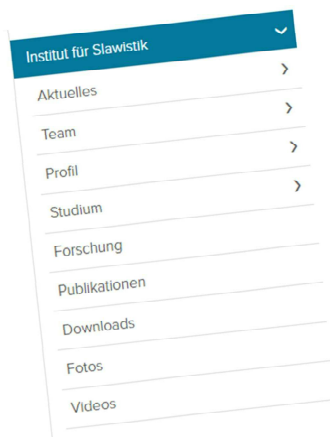 Institut für Slawistik
Aktuelles
Team
Profil
Studium
Forschung
Publikationen
Downloads
Fotos
Videos